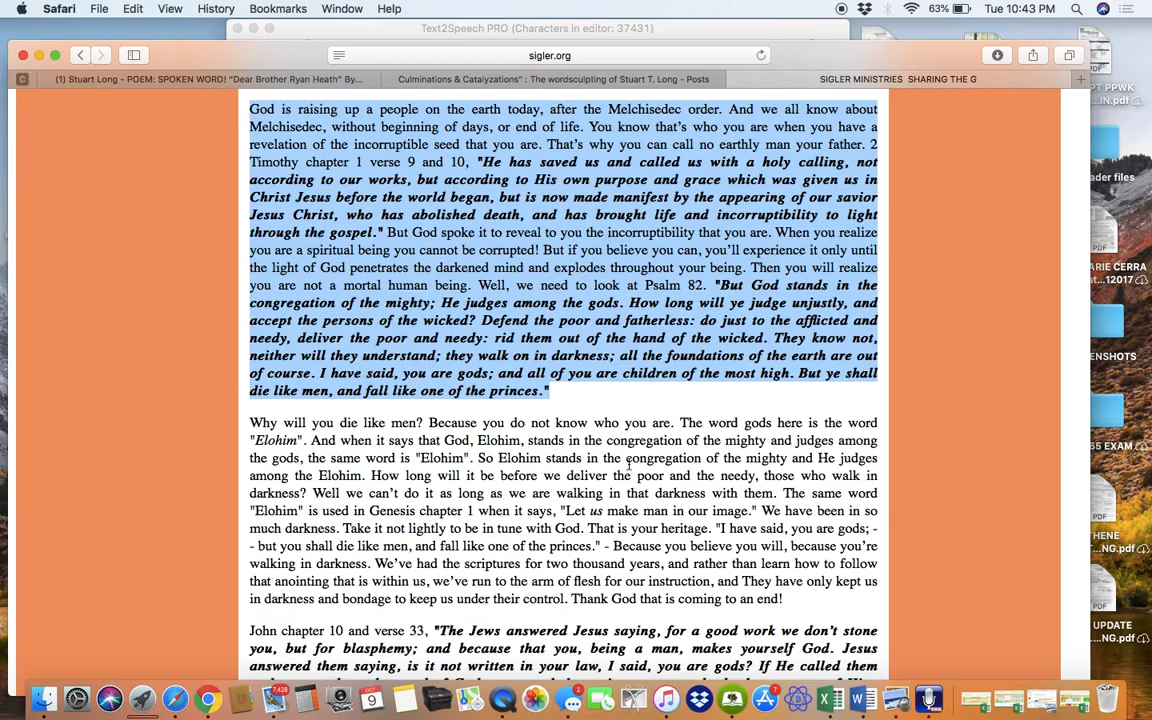 Safari File Edit View History Bookmarks Window Help 63% Tue 10:43 PM
Text2Speech PRO (Characters in editor: 37431)
sigler.org
(1) Stuart Long - POEM: SPOKEN WORD! “Dear Brother Ryan Heath” By... Culminations & Catalyzations" : The wordsculpting of Stuart T. Long - Posts SIGLER MINISTRIES SHARING THE G
God is raising up a people on the earth today, after the Melchisedec order. And we all know about
Melchisedec, without beginning of days, or end of life. You know that’s who you are when you have a
revelation of the incorruptible seed that you are. That’s why you can call no earthly man your father. 2
Timothy chapter 1 verse 9 and 10, "He has saved us and called us with a holy calling, not
according to our works, but according to His own purpose and grace which was given us in
Christ Jesus before the world began, but is now made manifest by the appearing of our savior
Jesus Christ, who has abolished death, and has brought life and incorruptibility to light
through the gospel." But God spoke it to reveal to you the incorruptibility that you are. When you realize
you are a spiritual being you cannot be corrupted! But if you believe you can, you’ll experience it only until
the light of God penetrates the darkened mind and explodes throughout your being. Then you will realize
you are not a mortal human being. Well, we need to look at Psalm 82. "But God stands in the
congregation of the mighty; He judges among the gods. How long will ye judge unjustly, and
accept the persons of the wicked? Defend the poor and fatherless: do just to the afflicted and
needy, deliver the poor and needy: rid them out of the hand of the wicked. They know not,
neither will they understand; they walk on in darkness; all the foundations of the earth are out
of course. I have said, you are gods; and all of you are children of the most high. But ye shall
die like men, and fall like one of the princes."
Why will you die like men? Because you do not know who you are. The word gods here is the word
"Elohim". And when it says that God, Elohim, stands in the congregation of the mighty and judges among
the gods, the same word is "Elohim". So Elohim stands in the congregation of the mighty and He judges
among the Elohim. How long will it be before we deliver the poor and the needy, those who walk in
darkness? Well we can’t do it as long as we are walking in that darkness with them. The same word
"Elohim" is used in Genesis chapter 1 when it says, "Let us make man in our image." We have been in so
much darkness. Take it not lightly to be in tune with God. That is your heritage. "I have said, you are gods; -
- but you shall die like men, and fall like one of the princes." - Because you believe you will, because you’re
walking in darkness. We’ve had the scriptures for two thousand years, and rather than learn how to follow
that anointing that is within us, we’ve run to the arm of flesh for our instruction, and They have only kept us
in darkness and bondage to keep us under their control. Thank God that is coming to an end!
John chapter 10 and verse 33, "The Jews answered Jesus saying, for a good work we don’t stone
you, but for blasphemy; and because that you, being a man, makes yourself God. Jesus
answered them saying, is it not written in your law, I said, you are gods? If He called them
PT PPWK
IN.pdf
ader files
PDF
ARIE CERRA
t...12017
ENSHOTS
65 EXAM
PDF
THENE
NG.pdf
PDF
UPDATE
...NG.pdf
7,428
OCT
9
2
7
PRO